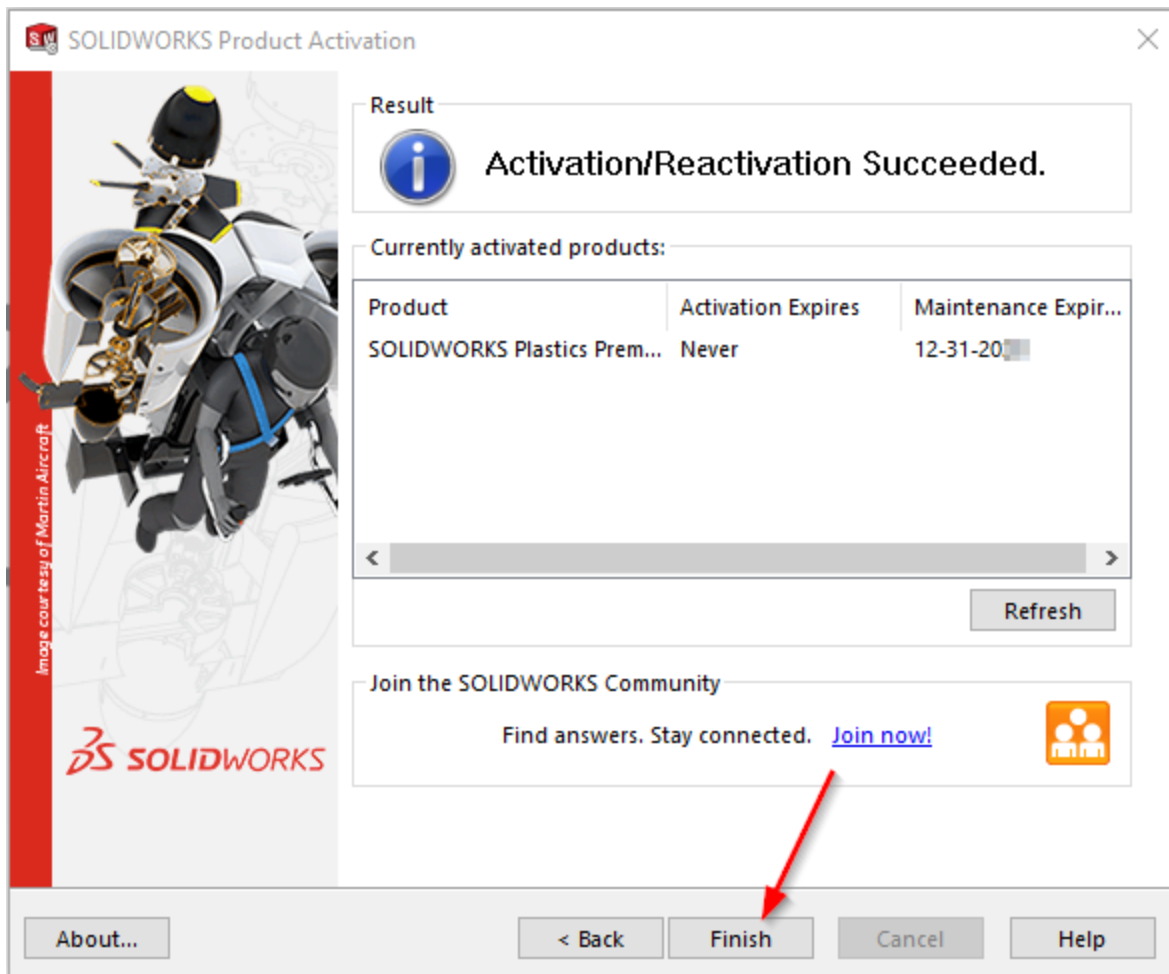 SOLIDWORKS Product Activation
Result
Activation/Reactivation Succeeded.
Currently activated products:
Product Activation Expires Maintenance Expir...
SOLIDWORKS Plastics Prem... Never 12-31-20
Refresh
Join the SOLIDWORKS Community
Find answers. Stay connected. Join now!
Image courtesy of Martin Aircraft
SOLIDWORKS
About... < Back Finish Cancel Help